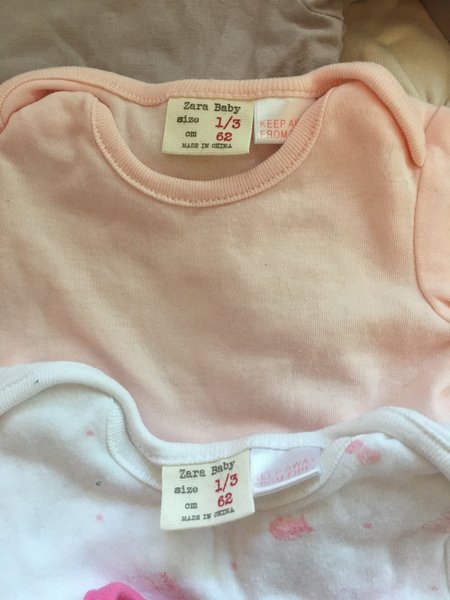 Zara Baby
size 1/3
cm 62
MADE IN CHINA
KEEP
FROM
Zara Baby
size 1/3
cm 62
MADE IN CHINA